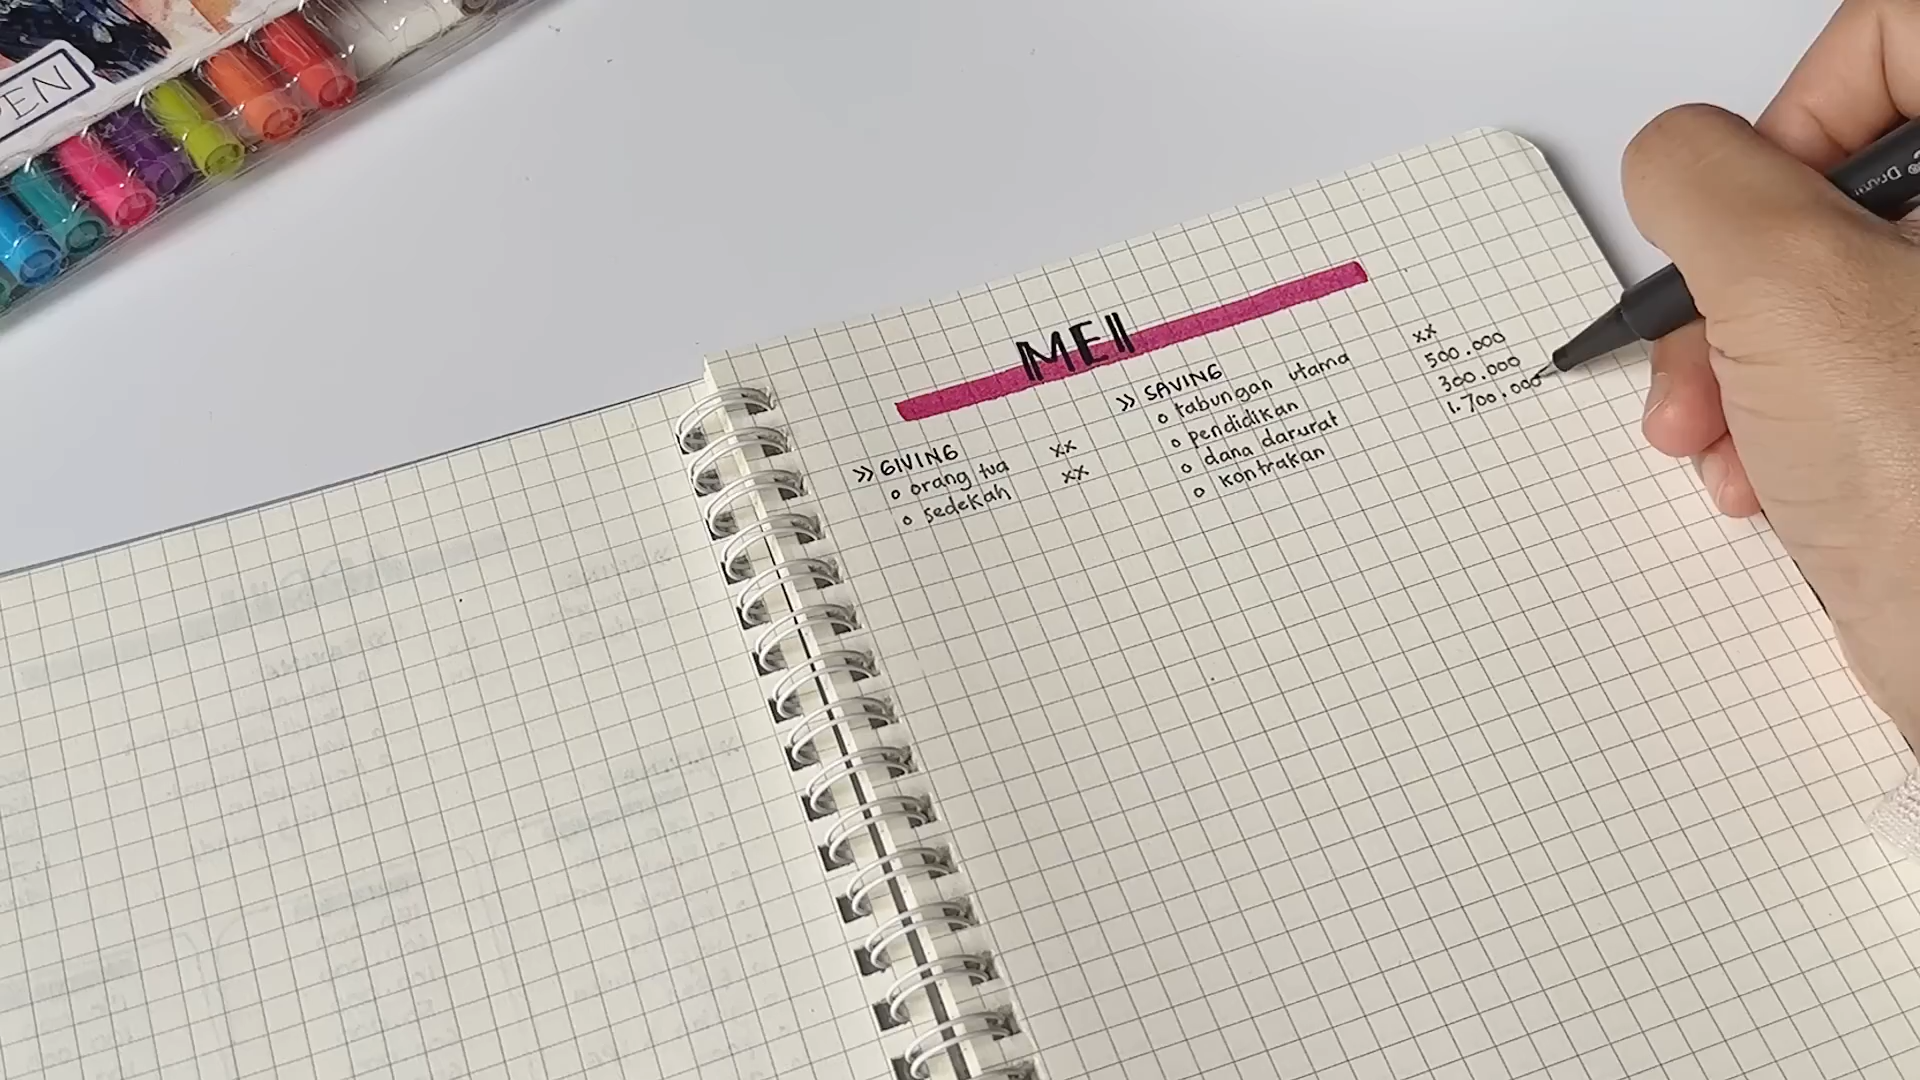 PEN
MEI
» GIVING
o orang tua xx
o sedekah xx
» SAVING
o tabungan utama xx
o pendidikan 500.000
o dana darurat 300.000
o kontrakan 1.700.000